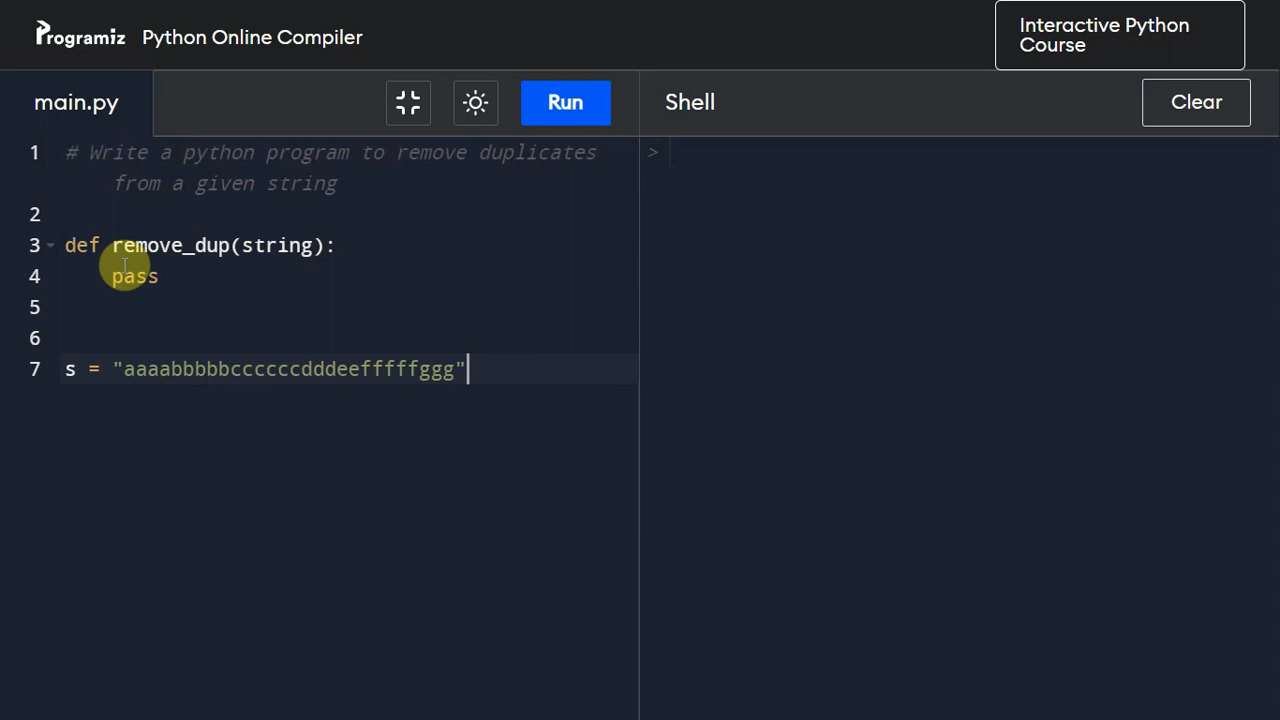 Programiz Python Online Compiler
Interactive Python
Course
main.py
Run
Shell
Clear
1 # Write a python program to remove duplicates
from a given string
2
3 def remove_dup(string):
4 pass
5
6
7 s = "aaaabbbbbccccccdddeefffffggg"
>